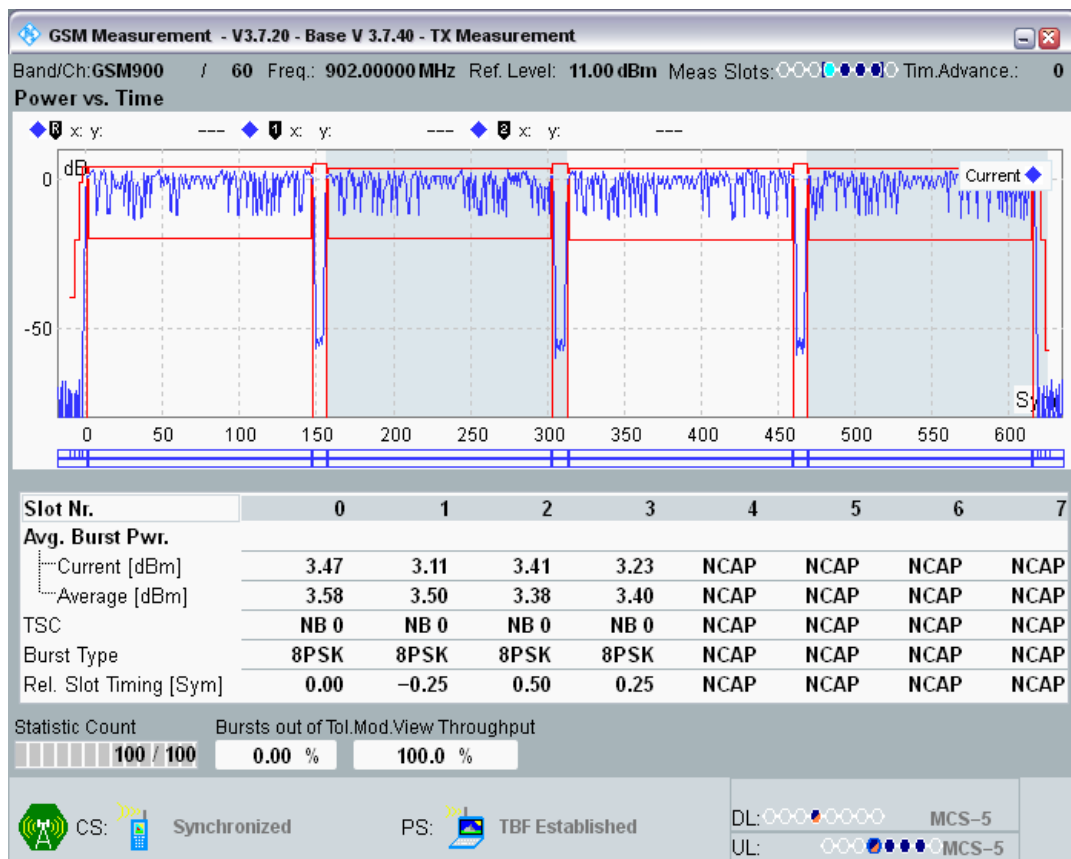 GSM Measurement - V3.7.20 - Base V 3.7.40 - TX Measurement
Band/Ch:GSM900 / 60 Freq.: 902.00000 MHz Ref. Level: 11.00 dBm Meas Slots: Tim.Advance.: 0
Power vs. Time
R x: y: --- 1 x: y: --- 2 x: y: ---
dB
Current
0
-50
0 50 100 150 200 250 300 350 400 450 500 550 600
Slot Nr. 0 1 2 3 4 5 6 7
Avg. Burst Pwr.
Current [dBm] 3.47 3.11 3.41 3.23 NCAP NCAP NCAP NCAP
Average [dBm] 3.58 3.50 3.38 3.40 NCAP NCAP NCAP NCAP
TSC NB 0 NB 0 NB 0 NB 0 NCAP NCAP NCAP NCAP
Burst Type 8PSK 8PSK 8PSK 8PSK NCAP NCAP NCAP NCAP
Rel. Slot Timing [Sym] 0.00 −0.25 0.50 0.25 NCAP NCAP NCAP NCAP
Statistic Count Bursts out of Tol.Mod.View Throughput
100 / 100 0.00 % 100.0 %
CS: Synchronized PS: TBF Established
DL: MCS−5
UL: MCS−5